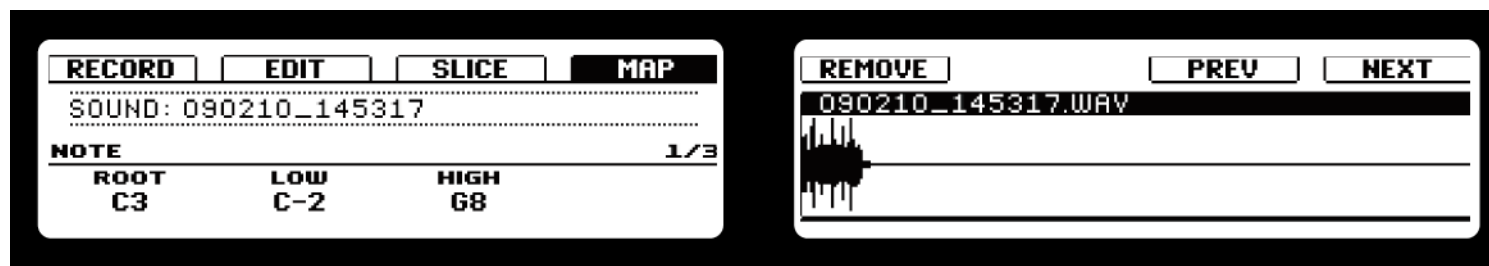 RECORD EDIT SLICE MAP
SOUND: 090210_145317
NOTE 1/3
ROOT LOW HIGH
C3 C-2 G8
REMOVE PREV NEXT
090210_145317.WAV